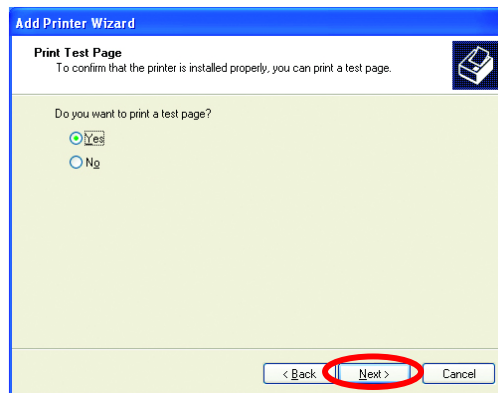 Add Printer Wizard
Print Test Page
To confirm that the printer is installed properly, you can print a test page.
Do you want to print a test page?
Yes
No
< Back
Next >
Cancel